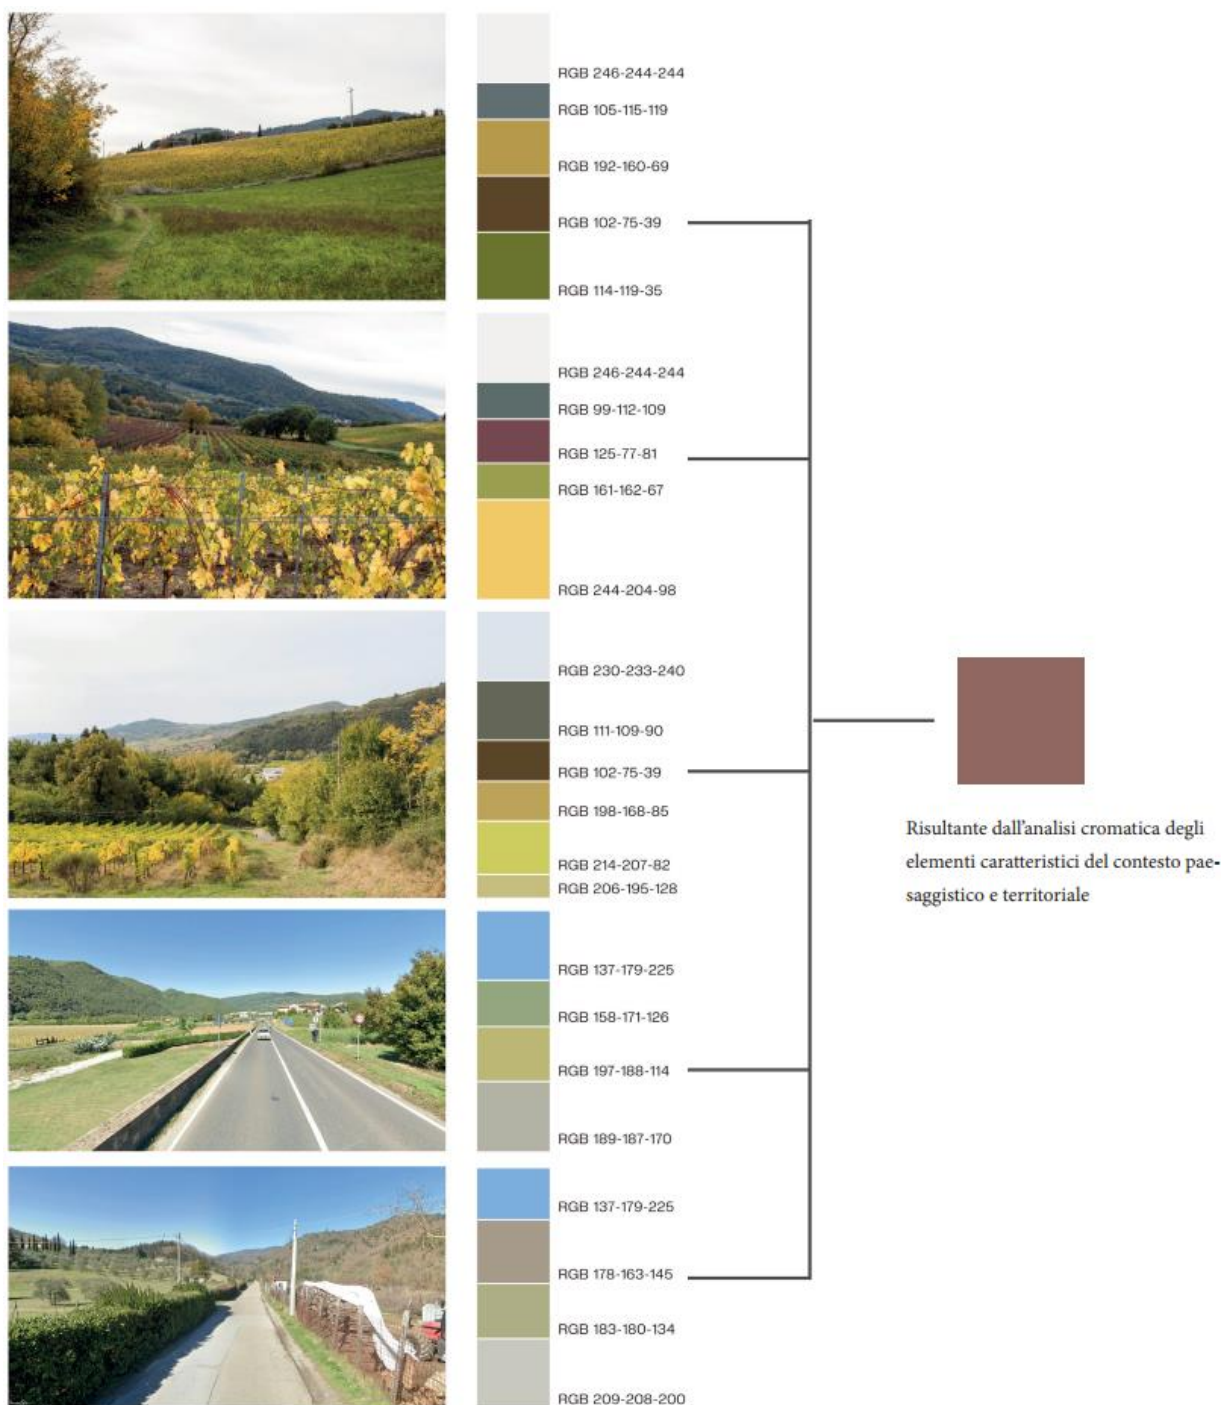 RGB 246-244-244
RGB 105-115-119
RGB 192-160-69
RGB 102-75-39
RGB 114-119-35
RGB 246-244-244
RGB 99-112-109
RGB 125-77-81
RGB 161-162-67
RGB 244-204-98
RGB 230-233-240
RGB 111-109-90
RGB 102-75-39
RGB 198-168-85
RGB 214-207-82
RGB 206-195-128
RGB 137-179-225
RGB 158-171-126
RGB 197-188-114
RGB 189-187-170
RGB 137-179-225
RGB 178-163-145
RGB 183-180-134
RGB 209-208-200
Risultante dall'analisi cromatica degli
elementi caratteristici del contesto pae-
saggistico e territoriale